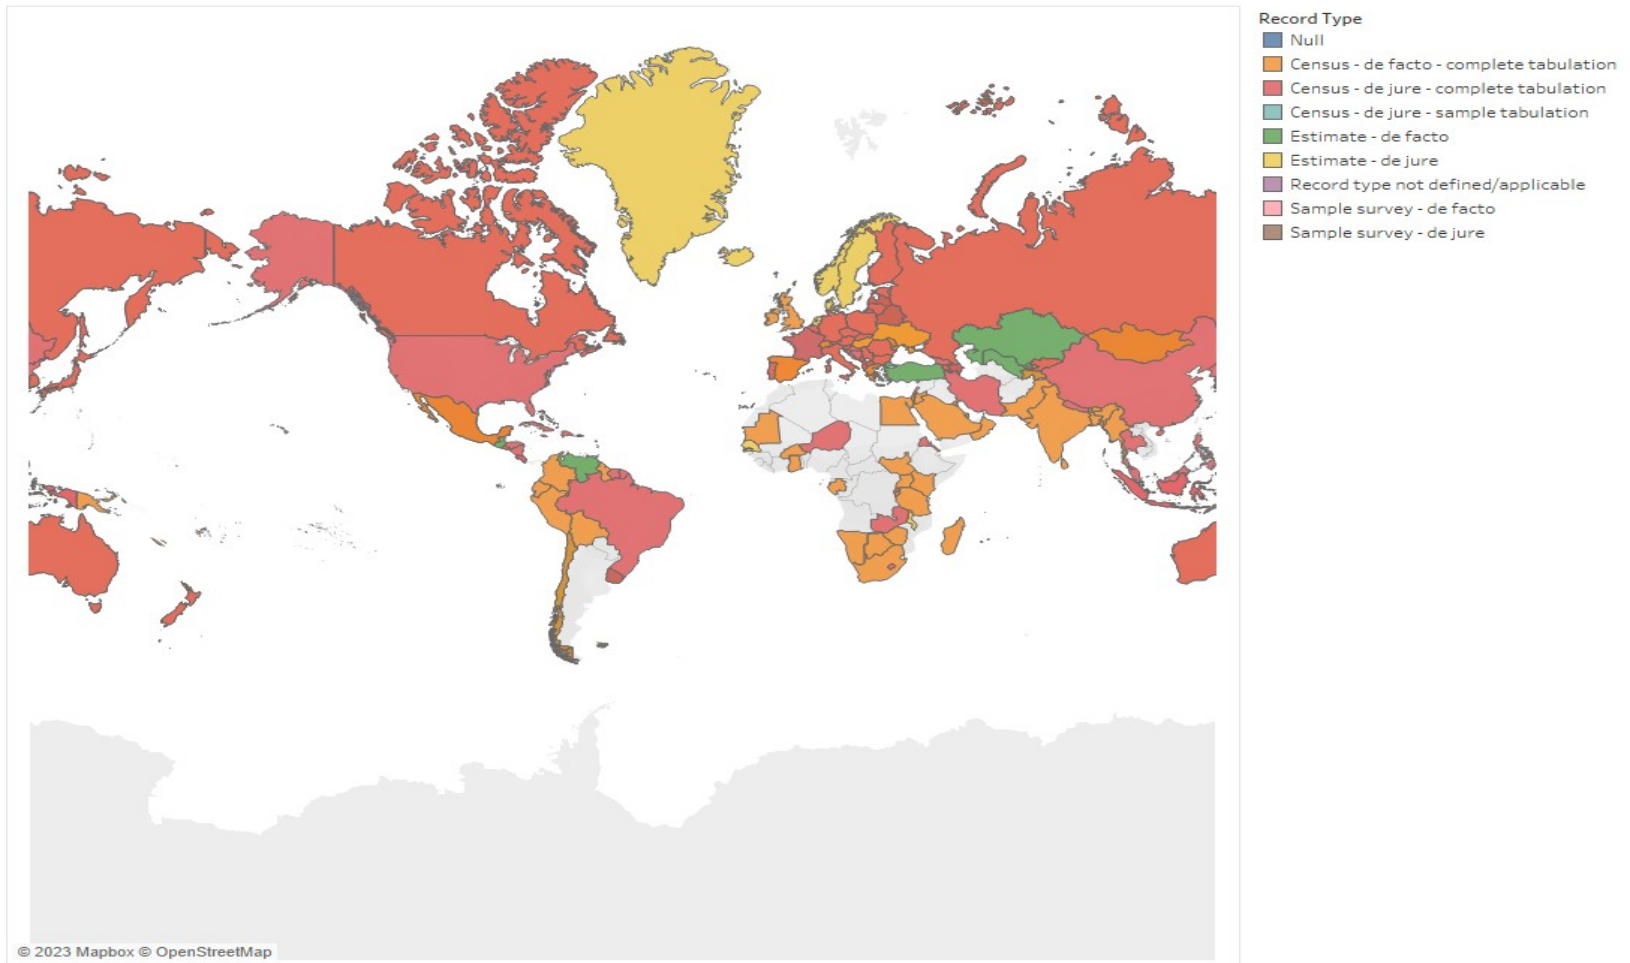 Record Type
Null
Census - de facto - complete tabulation
Census - de jure - complete tabulation
Census - de jure - sample tabulation
Estimate - de facto
Estimate - de jure
Record type not defined/applicable
Sample survey - de facto
Sample survey - de jure
© 2023 Mapbox © OpenStreetMap